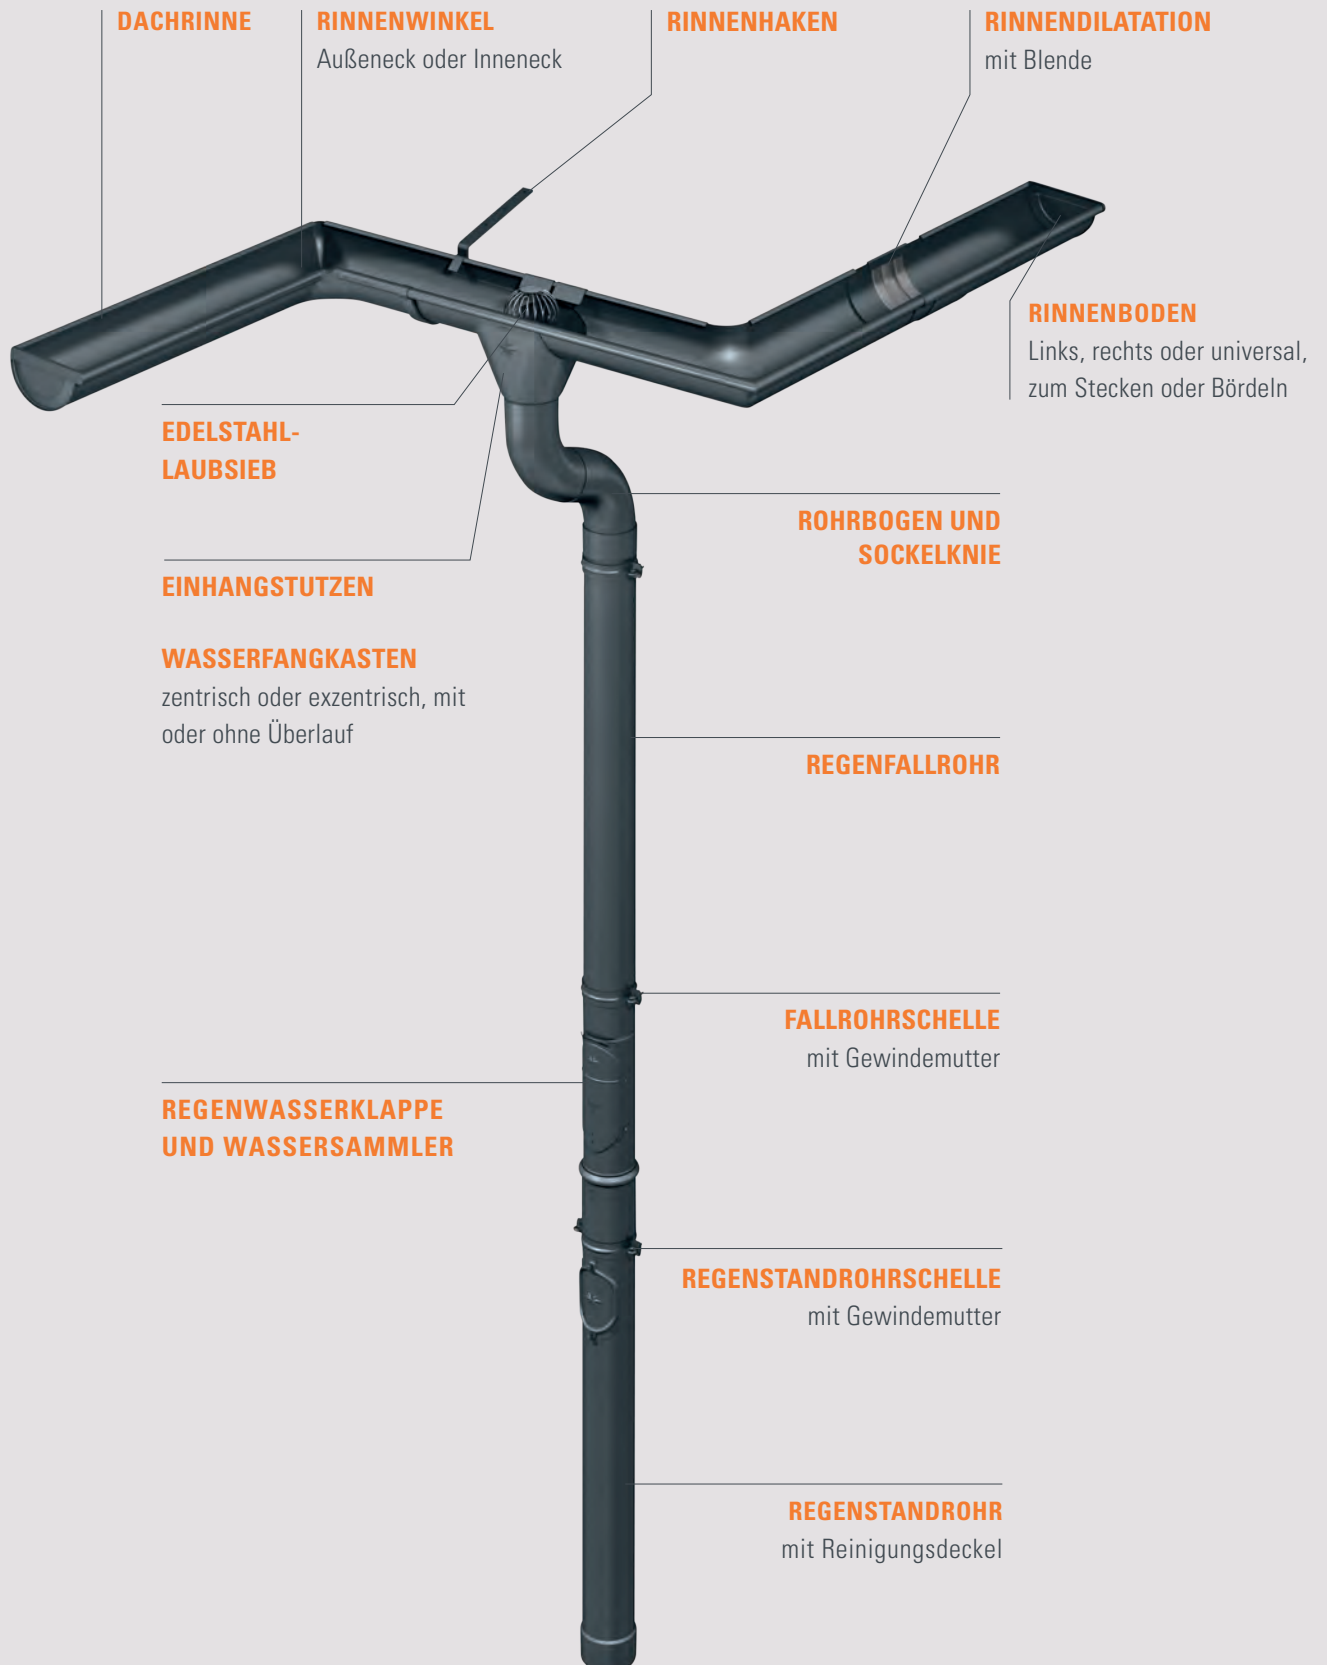 DACHRINNE
RINNENWINKEL
Außeneck oder Inneneck
RINNENHAKEN
RINNENDILATATION
mit Blende
RINNENBODEN
Links, rechts oder universal,
zum Stecken oder Bördeln
EDELSTAHL-
LAUBSIEB
ROHRBOGEN UND
SOCKELKNIE
EINHANGSTUTZEN
WASSERFANGKASTEN
zentrisch oder exzentrisch, mit
oder ohne Überlauf
REGENFALLROHR
FALLROHRSCHELLE
mit Gewindemutter
REGENWASSERKLAPPE
UND WASSERSAMMLER
REGENSTANDROHRSCHELLE
mit Gewindemutter
REGENSTANDROHR
mit Reinigungsdeckel